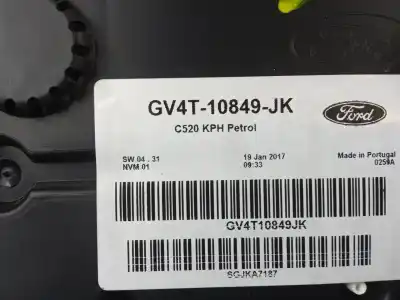 GV4T-10849-JK
Ford
C520 KPH Petrol
SW 04 . 31
NVM 01
19 Jan 2017
09:33
Made in Portugal
0259A
GV4T10849JK
SGJKA7187